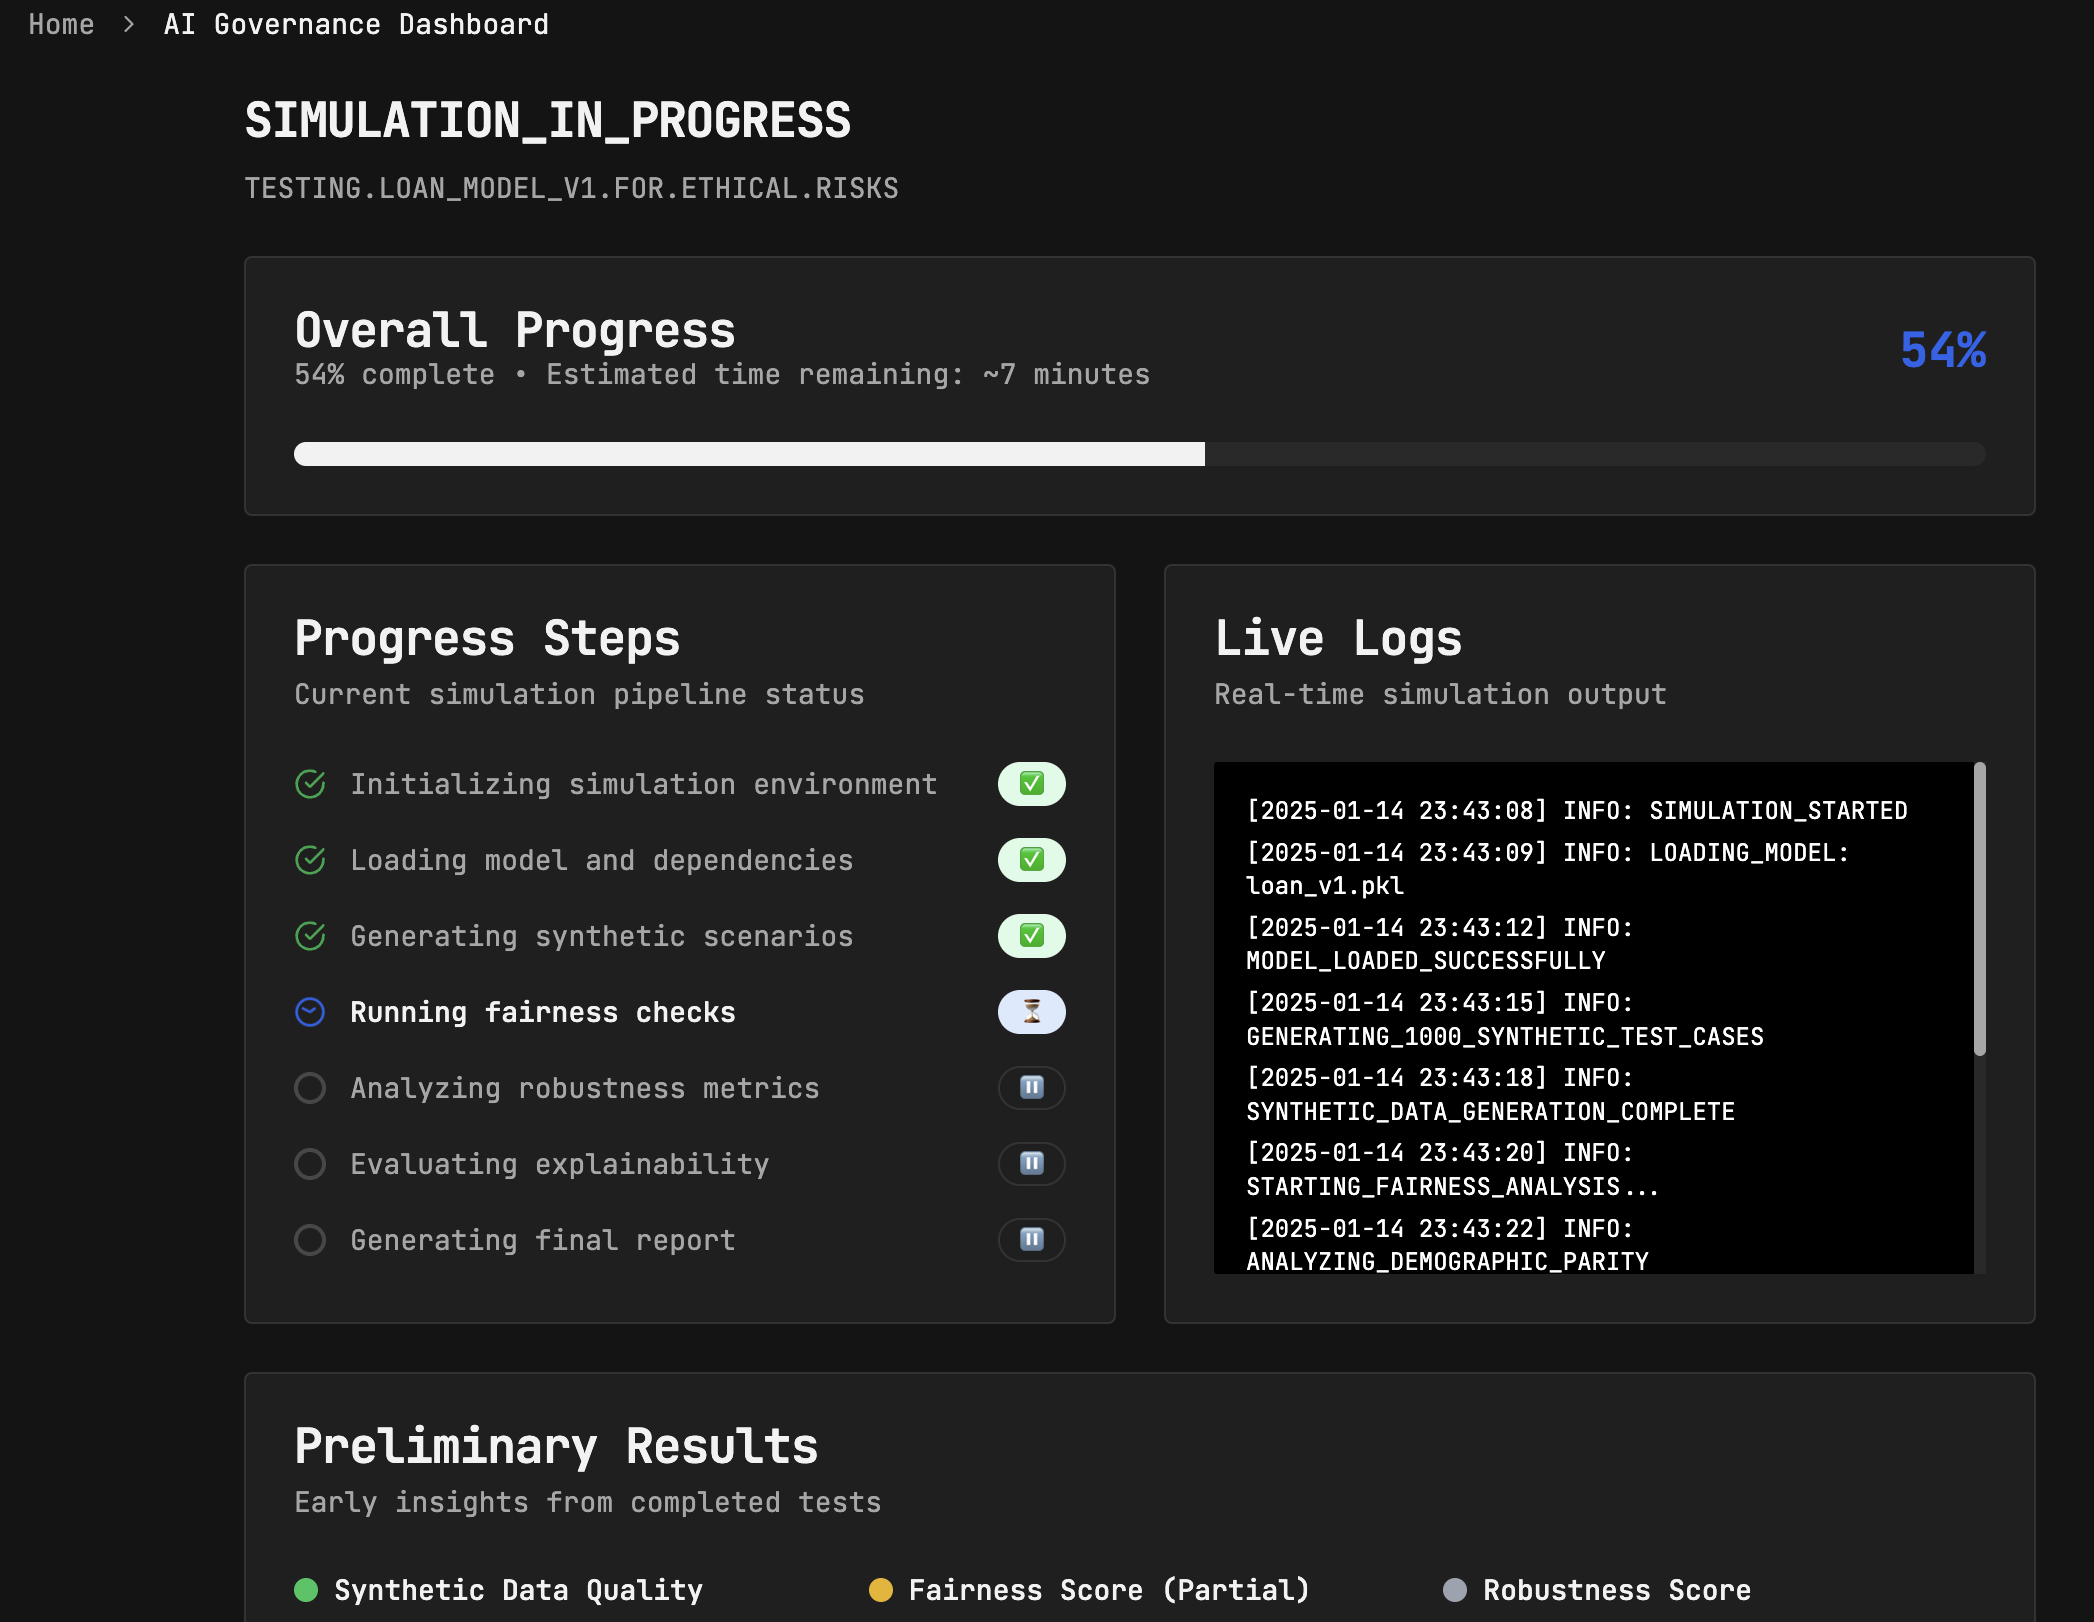 Home > AI Governance Dashboard
SIMULATION_IN_PROGRESS
TESTING.LOAN_MODEL_V1.FOR.ETHICAL.RISKS
Overall Progress
54% complete • Estimated time remaining: ~7 minutes
54%
Progress Steps
Current simulation pipeline status
Initializing simulation environment
Loading model and dependencies
Generating synthetic scenarios
Running fairness checks
Analyzing robustness metrics
Evaluating explainability
Generating final report
Live Logs
Real-time simulation output
[2025-01-14 23:43:08] INFO: SIMULATION_STARTED
[2025-01-14 23:43:09] INFO: LOADING_MODEL:
loan_v1.pkl
[2025-01-14 23:43:12] INFO:
MODEL_LOADED_SUCCESSFULLY
[2025-01-14 23:43:15] INFO:
GENERATING_1000_SYNTHETIC_TEST_CASES
[2025-01-14 23:43:18] INFO:
SYNTHETIC_DATA_GENERATION_COMPLETE
[2025-01-14 23:43:20] INFO:
STARTING_FAIRNESS_ANALYSIS...
[2025-01-14 23:43:22] INFO:
ANALYZING_DEMOGRAPHIC_PARITY
Preliminary Results
Early insights from completed tests
Synthetic Data Quality
Fairness Score (Partial)
Robustness Score